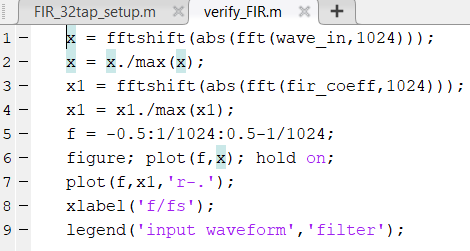 FIR_32tap_setup.m × verify_FIR.m × +
1 – x = fftshift(abs(fft(wave_in,1024)));
2 – x = x./max(x);
3 – x1 = fftshift(abs(fft(fir_coeff,1024)));
4 – x1 = x1./max(x1);
5 – f = -0.5:1/1024:0.5-1/1024;
6 – figure; plot(f,x); hold on;
7 – plot(f,x1,'r-.');
8 – xlabel('f/fs');
9 – legend('input waveform','filter');